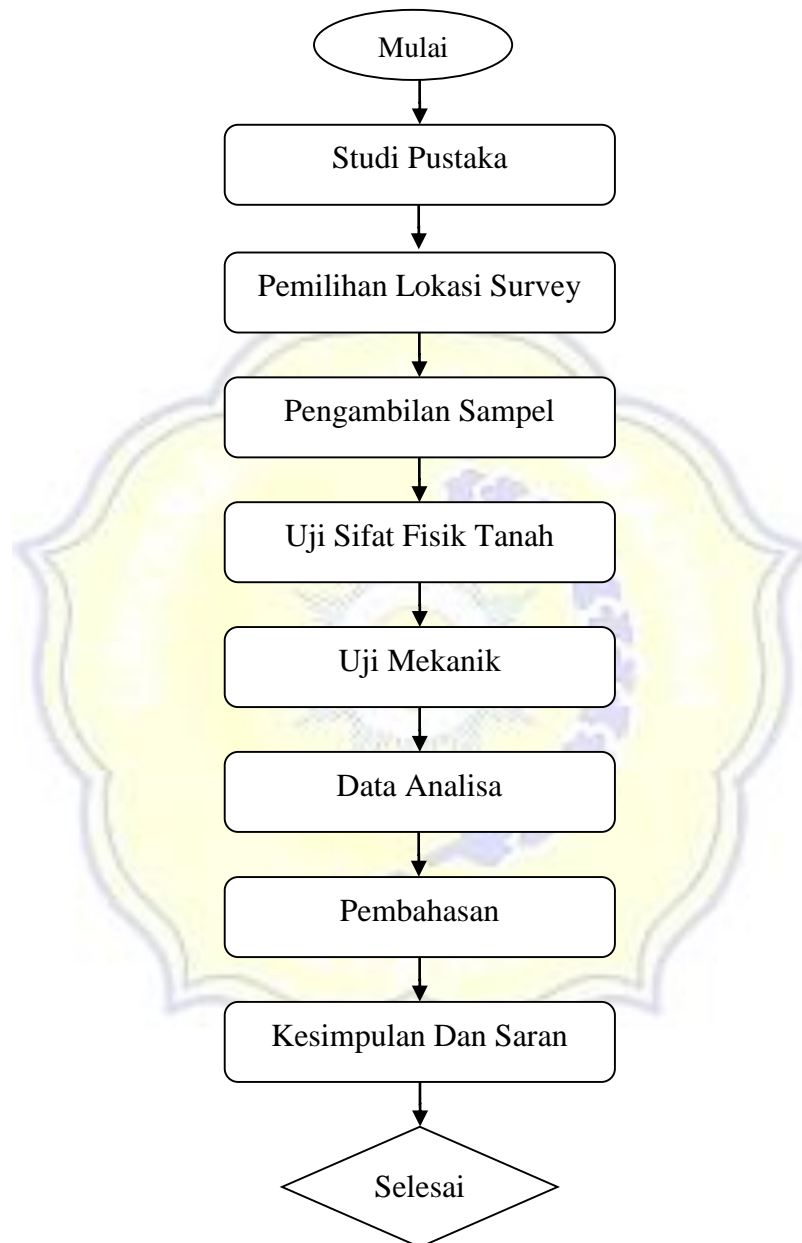 Mulai
Studi Pustaka
Pemilihan Lokasi Survey
Pengambilan Sampel
Uji Sifat Fisik Tanah
Uji Mekanik
Data Analisa
Pembahasan
Kesimpulan Dan Saran
Selesai